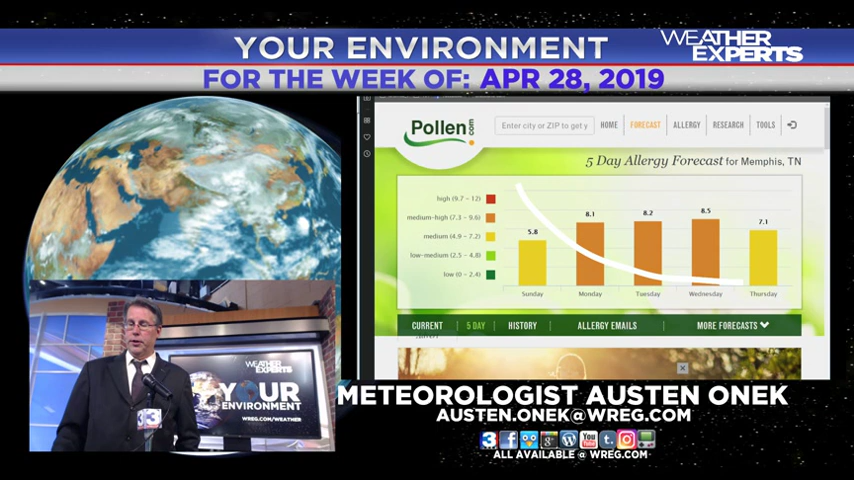 YOUR ENVIRONMENT
WEATHER
EXPERTS
FOR THE WEEK OF: APR 28, 2019
Pollen.com
Enter city or ZIP to get y
HOME FORECAST ALLERGY RESEARCH TOOLS
5 Day Allergy Forecast for Memphis, TN
high (9.7 - 12)
medium-high (7.3 - 9.6)
medium (4.9 - 7.2)
low-medium (2.5 - 4.8)
low (0 - 2.4)
5.8 8.1 8.2 8.5 7.1
Sunday Monday Tuesday Wednesday Thursday
CURRENT 5 DAY HISTORY ALLERGY EMAILS MORE FORECASTS
WEATHER
EXPERTS
YOUR
ENVIRONMENT
WREG.COM/WEATHER
3
METEOROLOGIST AUSTEN ONEK
AUSTEN.ONEK@WREG.COM
3 f g+ W You Tube t
ALL AVAILABLE @ WREG.COM